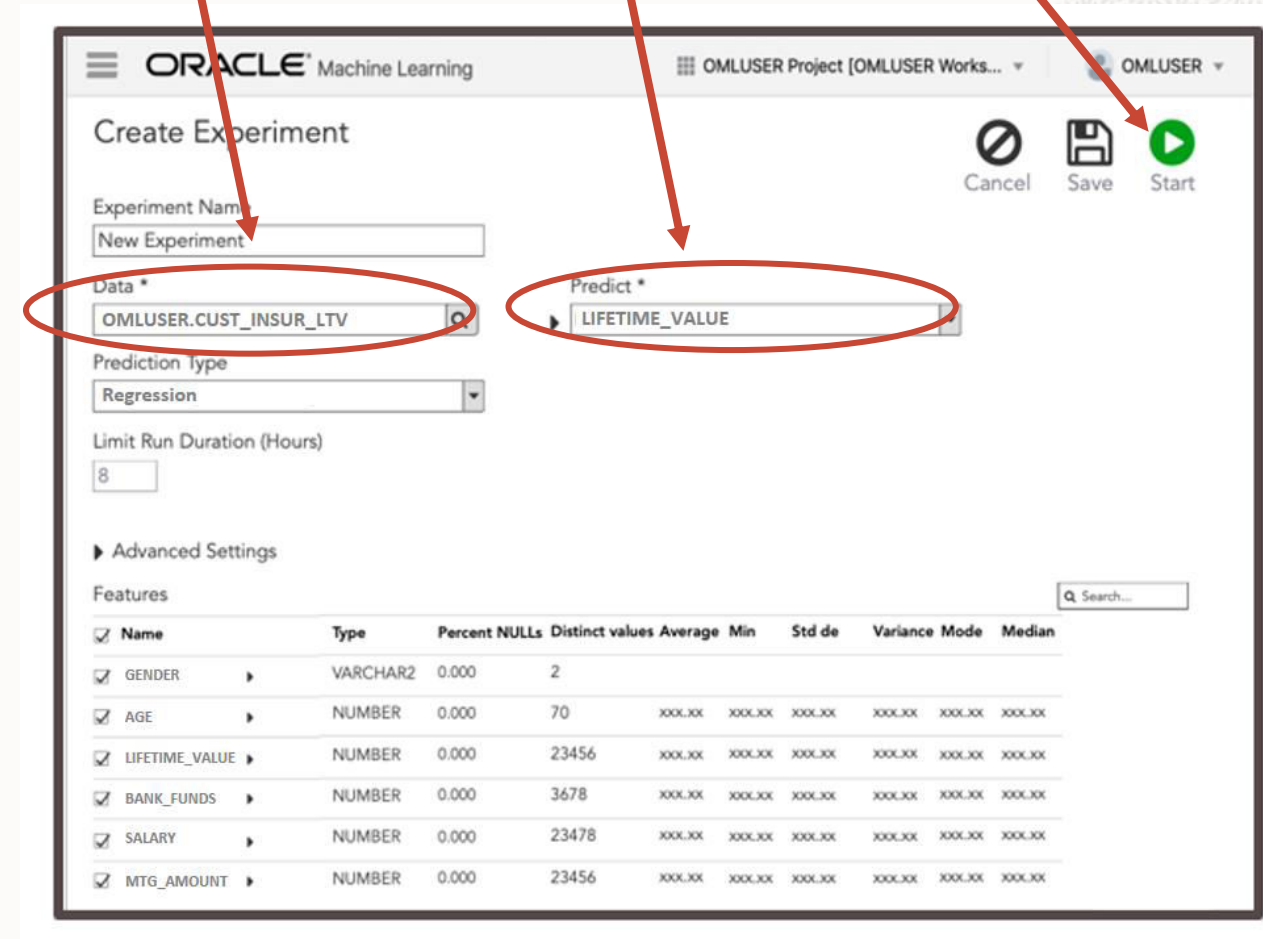 ORACLE Machine Learning OMLUSER Project [OMLUSER Works... OMLUSER
Create Experiment
Cancel Save Start
Experiment Name
New Experiment
Data * Predict *
OMLUSER.CUST_INSUR_LTV LIFETIME_VALUE
Prediction Type
Regression
Limit Run Duration (Hours)
8
Advanced Settings
Features Search...
Name Type Percent NULLs Distinct values Average Min Std de Variance Mode Median
GENDER VARCHAR2 0.000 2
AGE NUMBER 0.000 70 xxx.xx xxx.xx xxx.xx xxx.xx xxx.xx xxx.xx
LIFETIME_VALUE NUMBER 0.000 23456 xxx.xx xxx.xx xxx.xx xxx.xx xxx.xx xxx.xx
BANK_FUNDS NUMBER 0.000 3678 xxx.xx xxx.xx xxx.xx xxx.xx xxx.xx xxx.xx
SALARY NUMBER 0.000 23478 xxx.xx xxx.xx xxx.xx xxx.xx xxx.xx xxx.xx
MTG_AMOUNT NUMBER 0.000 23456 xxx.xx xxx.xx xxx.xx xxx.xx xxx.xx xxx.xx